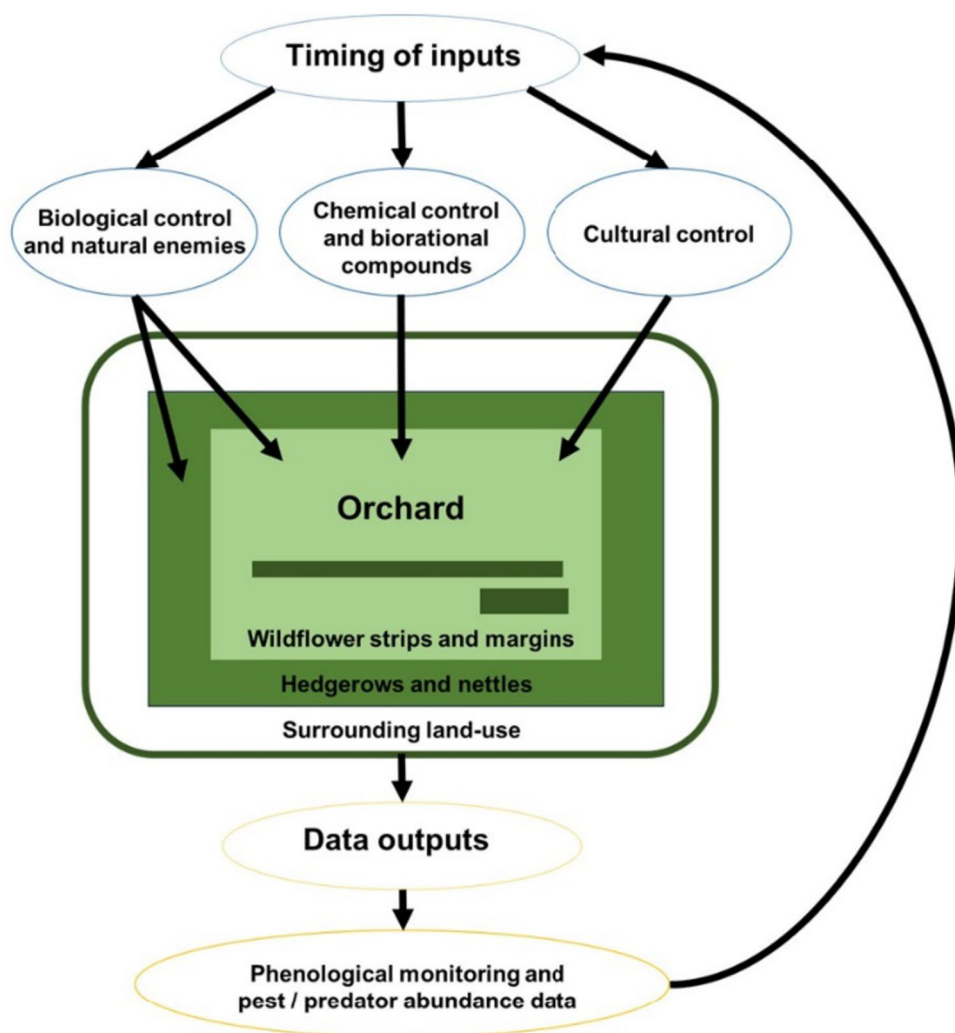 Timing of inputs
Biological control
and natural enemies
Chemical control
and biorational
compounds
Cultural control
Orchard
Wildflower strips and margins
Hedgerows and nettles
Surrounding land-use
Data outputs
Phenological monitoring and
pest / predator abundance data